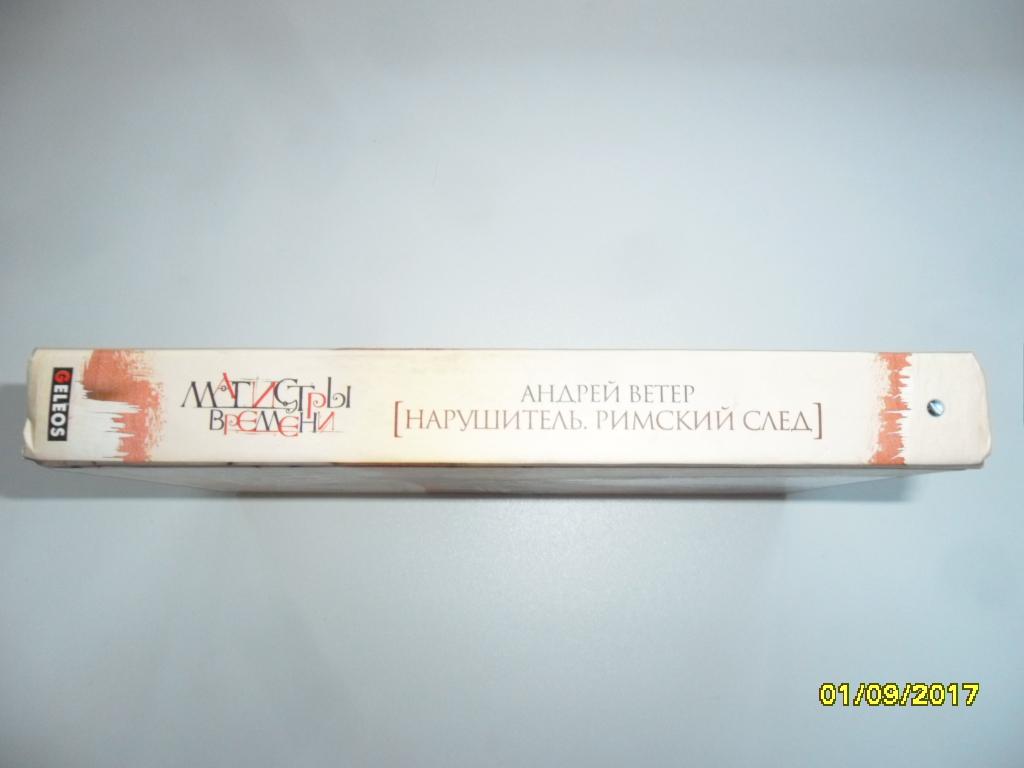 GELEOS
МАГИСТРЫ
ВРЕМЕНИ
АНДРЕЙ ВЕТЕР
[НАРУШИТЕЛЬ. РИМСКИЙ СЛЕД]
01/09/2017